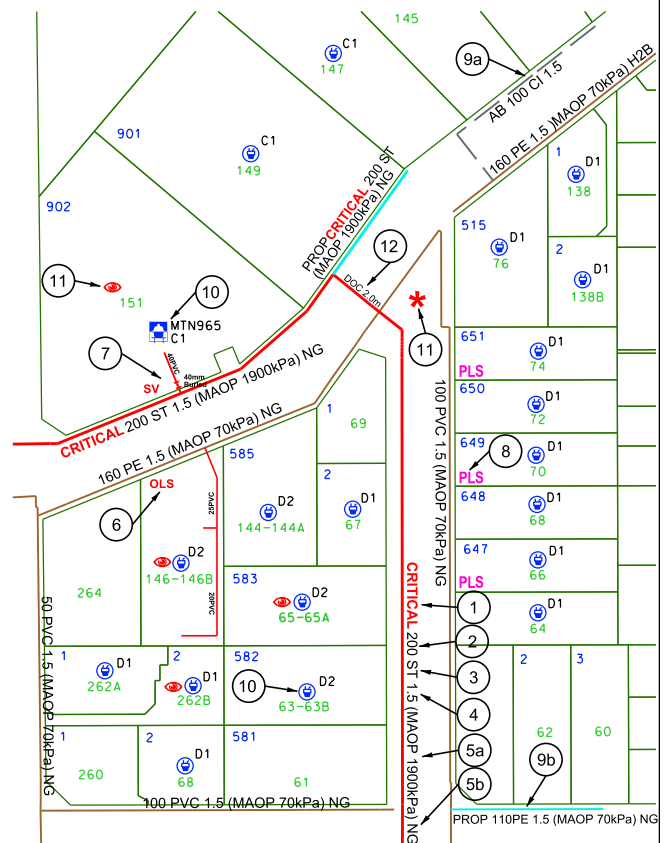 145
C1
147
9a
AB 100 CI 1.5
160 PE 1.5 )MAOP 70kPa) H2B
901
C1
149
PROP CRITICAL 200 ST
(MAOP 1900kPa) NG
1
D1
138
902
515
D1
76
2
D1
138B
12
DOC 2.0m
11
151
10
MTN965
C1
*
11
7
40PVC
40mm
Buried
SV
CRITICAL 200 ST 1.5 (MAOP 1900kPa) NG
160 PE 1.5 (MAOP 70kPa) NG
651
D1
74
PLS
650
D1
72
649
D1
70
PLS
8
648
D1
68
647
D1
66
PLS
D1
64
100 PVC 1.5 (MAOP 70kPa) NG
1
69
585
D2
144-144A
2
D1
67
OLS
6
25PVC
20PVC
264
D2
146-146B
583
D2
65-65A
CRITICAL 200 ST 1.5 (MAOP 1900kPa) NG
1
2
3
4
5a
5b
50 PVC 1.5 (MAOP 70kPa) NG
1
D1
262A
2
D1
262B
582
10
D2
63-63B
1
260
2
D1
68
581
61
100 PVC 1.5 (MAOP 70kPa) NG
2
62
3
60
9b
PROP 110PE 1.5 (MAOP 70kPa) NG